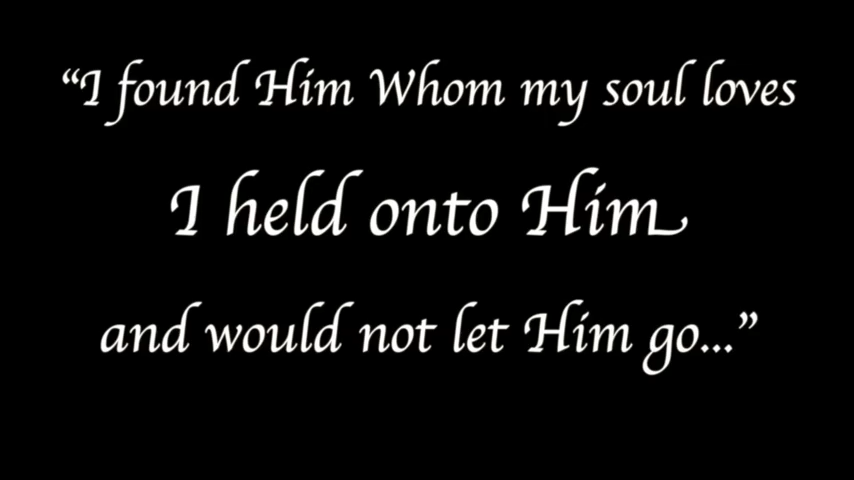 “I found Him Whom my soul loves
I held onto Him
and would not let Him go...”